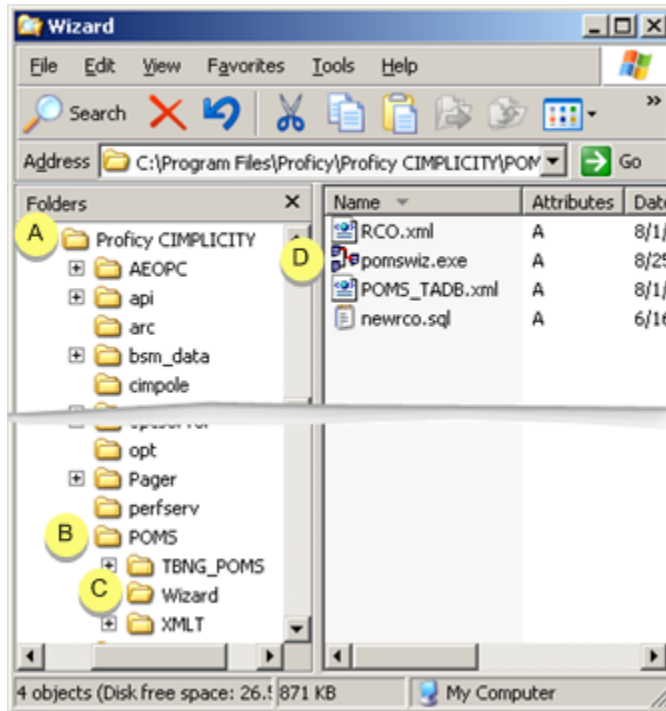 Wizard
File Edit View Favorites Tools Help
Search »
Address C:\Program Files\Proficy\Proficy CIMPLICITY\POM Go
Folders × Name Attributes Date
A Proficy CIMPLICITY RCO.xml A 8/1/
AEOPC D pomswiz.exe A 8/25
api POMS_TADB.xml A 8/1/
arc newrco.sql A 6/16
bsm_data
cimpole
opt
Pager
perfserv
B POMS
TBNG_POMS
C Wizard
XMLT
4 objects (Disk free space: 26.5 871 KB My Computer